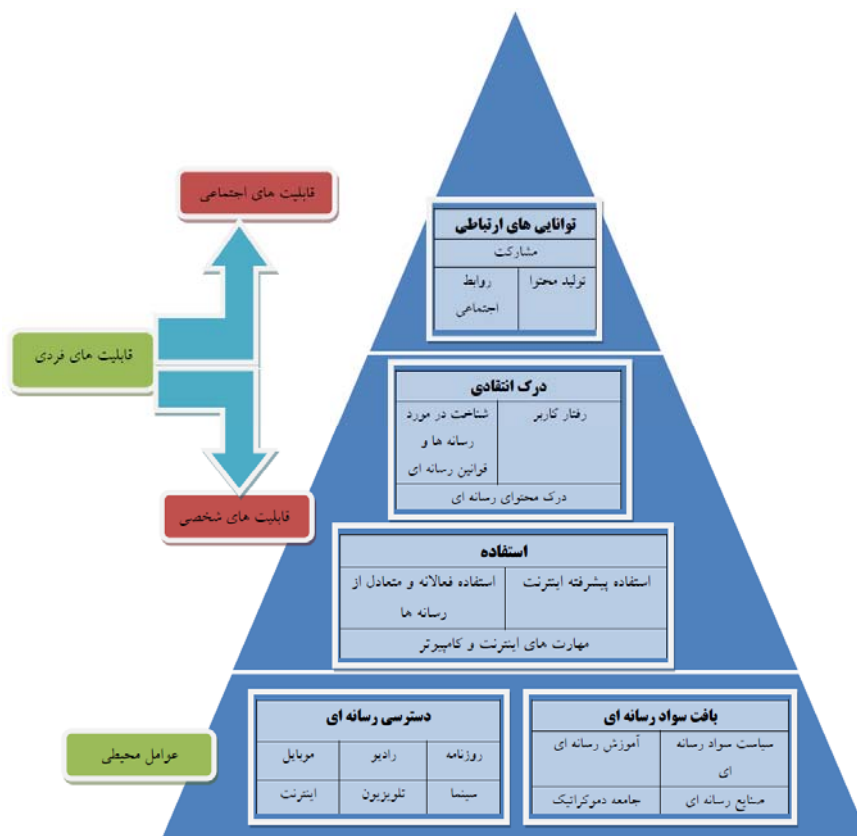 قابلیت های اجتماعی
قابلیت های فردی
قابلیت های شخصی
عوامل محیطی
توانایی های ارتباطی
مشارکت
تولید محتوا
روابط
اجتماعی
درک انتقادی
رفتار کاربر
شناخت در مورد
رسانه ها و
قوانین رسانه ای
درک محتوای رسانه ای
استفاده
استفاده پیشرفته اینترنت
استفاده فعالانه و متعادل از
رسانه ها
مهارت های اینترنت و کامپیوتر
بافت سواد رسانه ای
سیاست سواد رسانه
ای
آموزش رسانه ای
صنایع رسانه ای
جامعه دموکراتیک
دسترسی رسانه ای
روزنامه
رادیو
موبایل
سینما
تلویزیون
اینترنت